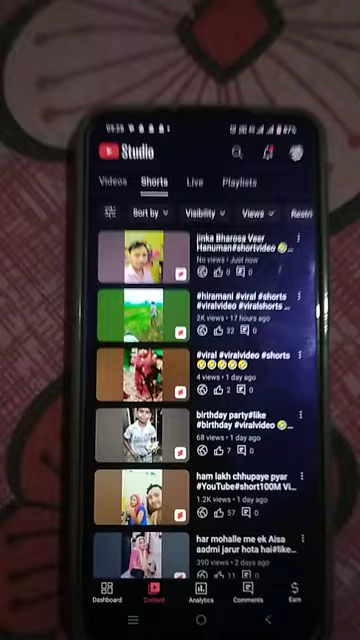 Studio
Videos Shorts Live Playlists
Sort by Visibility Views Restri
jinka Bharosa Veer
Hanuman#shortvideo 🤣...
No views • Just now
0 0
#hiramani #viral #shorts
#viralvideo #viralshorts ...
2K views • 17 hours ago
32 0
#viral #viralvideo #shorts
🤣🤣🤣🤣🤣
4 views • 1 day ago
2 0
birthday party#like
#birthday #viralvideo 🤣...
68 views • 1 day ago
7 0
ham lakh chhupaye pyar
#YouTube#short100M Vi...
1.2K views • 1 day ago
57 0
har mohalle me ek Aisa
aadmi jarur hota hai#like...
390 views • 2 days ago
11 0
Dashboard Content Analytics Comments Earn